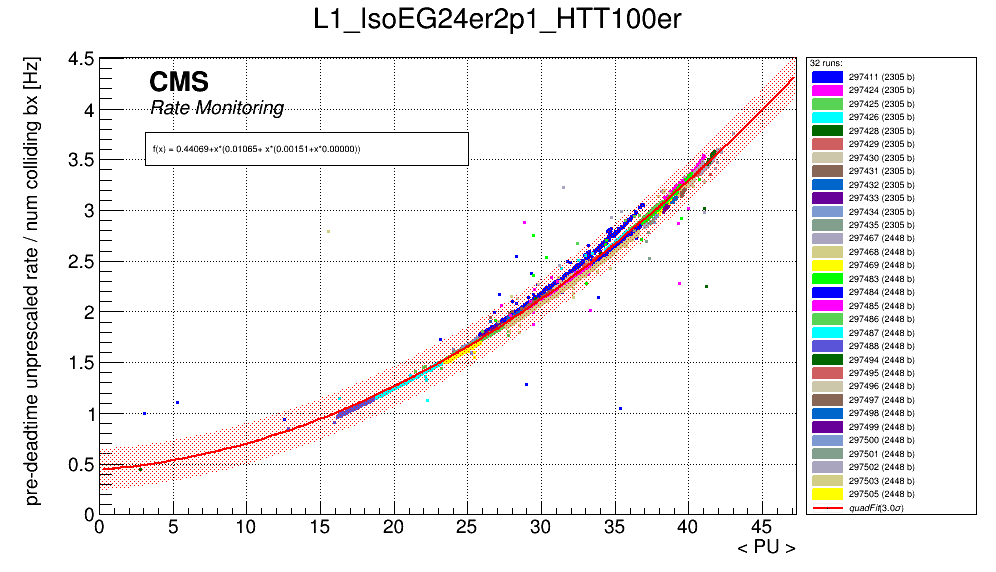 L1_IsoEG24er2p1_HTT100er
pre-deadtime unprescaled rate / num colliding bx [Hz]
4.5
4
3.5
3
2.5
2
1.5
1
0.5
0
CMS
Rate Monitoring
f(x) = 0.44069+x*(0.01065+ x*(0.00151+x*0.00000))
0 5 10 15 20 25 30 35 40 45
< PU >
32 runs:
297411 (2305 b)
297424 (2305 b)
297425 (2305 b)
297426 (2305 b)
297428 (2305 b)
297429 (2305 b)
297430 (2305 b)
297431 (2305 b)
297432 (2305 b)
297433 (2305 b)
297434 (2305 b)
297435 (2305 b)
297467 (2448 b)
297468 (2448 b)
297469 (2448 b)
297483 (2448 b)
297484 (2448 b)
297485 (2448 b)
297486 (2448 b)
297487 (2448 b)
297488 (2448 b)
297494 (2448 b)
297495 (2448 b)
297496 (2448 b)
297497 (2448 b)
297498 (2448 b)
297499 (2448 b)
297500 (2448 b)
297501 (2448 b)
297502 (2448 b)
297503 (2448 b)
297505 (2448 b)
quadFit(3.0σ)